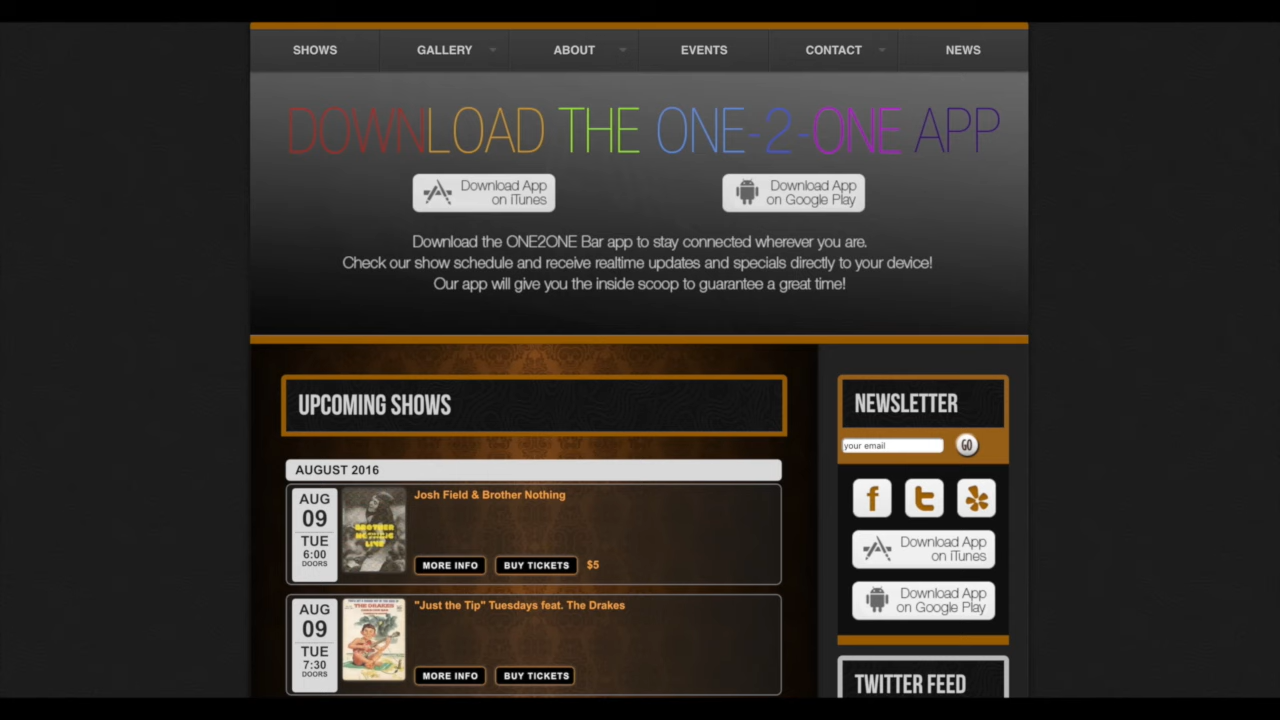 SHOWS
GALLERY
ABOUT
EVENTS
CONTACT
NEWS
DOWNLOAD THE ONE-2-ONE APP
Download App
on iTunes
Download App
on Google Play
Download the ONE2ONE Bar app to stay connected wherever you are.
Check our show schedule and receive realtime updates and specials directly to your device!
Our app will give you the inside scoop to guarantee a great time!
UPCOMING SHOWS
AUGUST 2016
AUG
09
TUE
6:00
DOORS
BROTHER
LIVE
Josh Field & Brother Nothing
MORE INFO
BUY TICKETS
$5
AUG
09
TUE
7:30
DOORS
THE DRAKES
"Just the Tip" Tuesdays feat. The Drakes
MORE INFO
BUY TICKETS
NEWSLETTER
your email
GO
Download App
on iTunes
Download App
on Google Play
TWITTER FEED